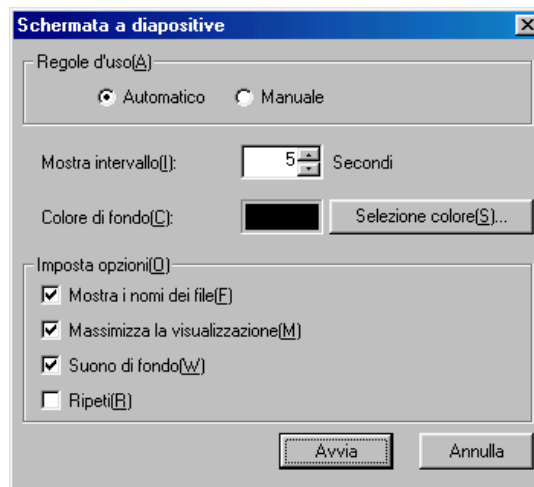 Schermata a diapositive
Regole d'uso(A)
Automatico Manuale
Mostra intervallo(I): 5 Secondi
Colore di fondo(C): Selezione colore(S)...
Imposta opzioni(O)
Mostra i nomi dei file(F)
Massimizza la visualizzazione(M)
Suono di fondo(W)
Ripeti(R)
Avvia Annulla